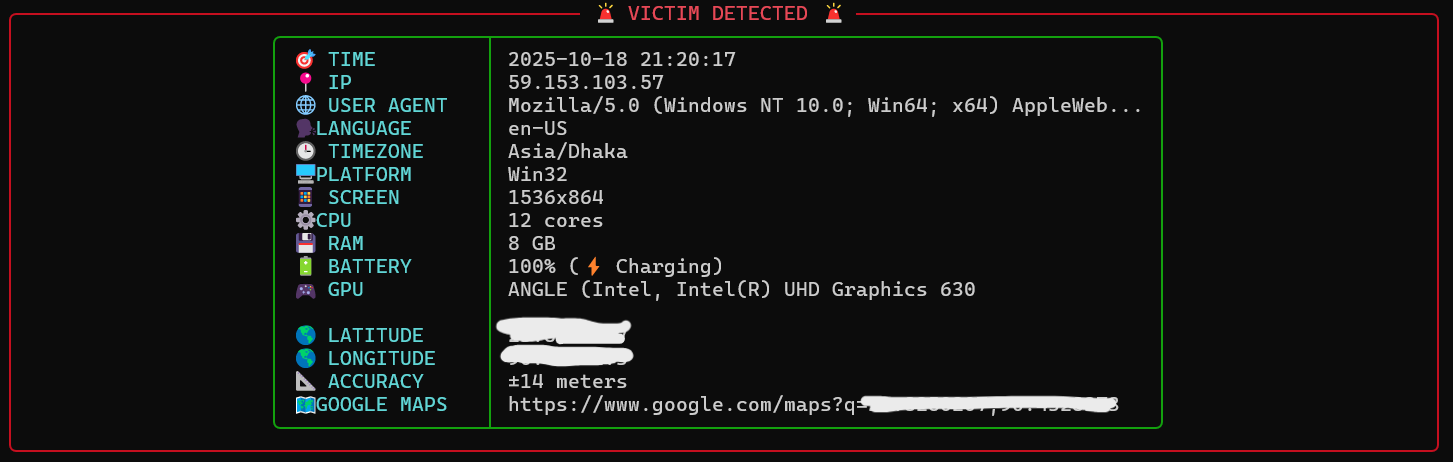 VICTIM DETECTED
TIME 2025-10-18 21:20:17
IP 59.153.103.57
USER AGENT Mozilla/5.0 (Windows NT 10.0; Win64; x64) AppleWeb...
LANGUAGE en-US
TIMEZONE Asia/Dhaka
PLATFORM Win32
SCREEN 1536x864
CPU 12 cores
RAM 8 GB
BATTERY 100% (⚡ Charging)
GPU ANGLE (Intel, Intel(R) UHD Graphics 630
LATITUDE
LONGITUDE
ACCURACY ±14 meters
GOOGLE MAPS https://www.google.com/maps?q=